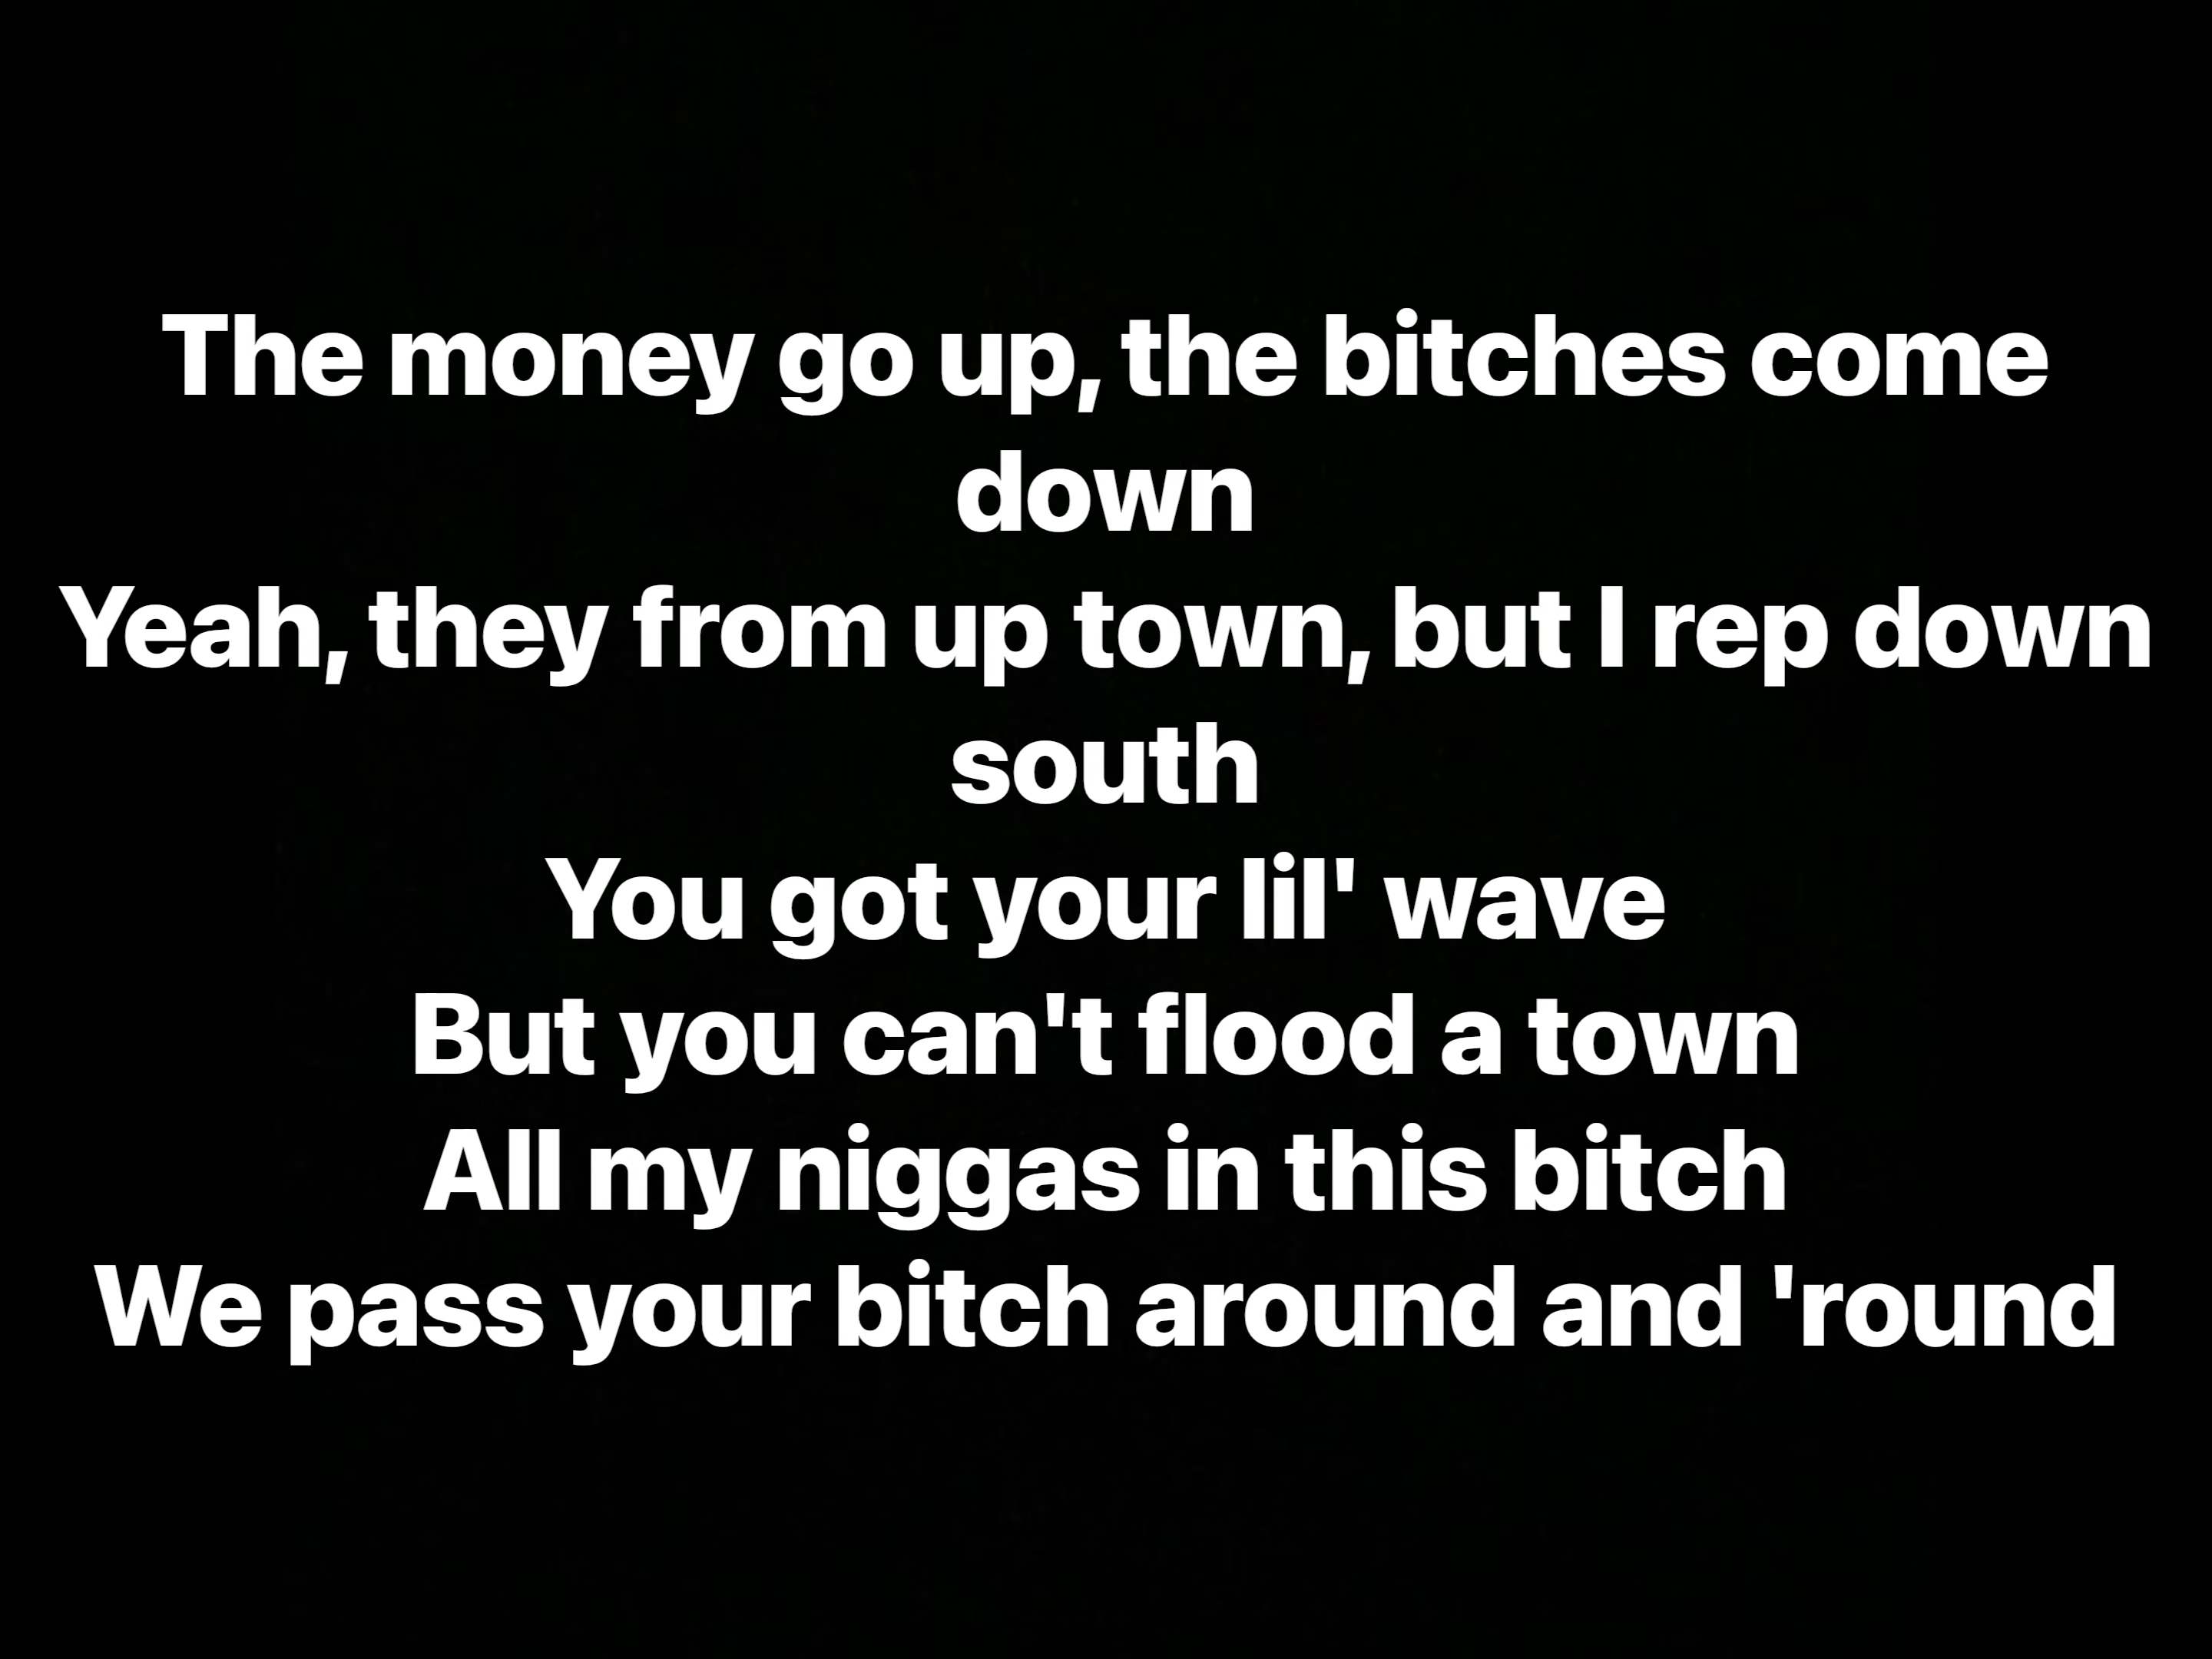 The money go up, the bitches come
down
Yeah, they from up town, but I rep down
south
You got your lil' wave
But you can't flood a town
All my niggas in this bitch
We pass your bitch around and 'round